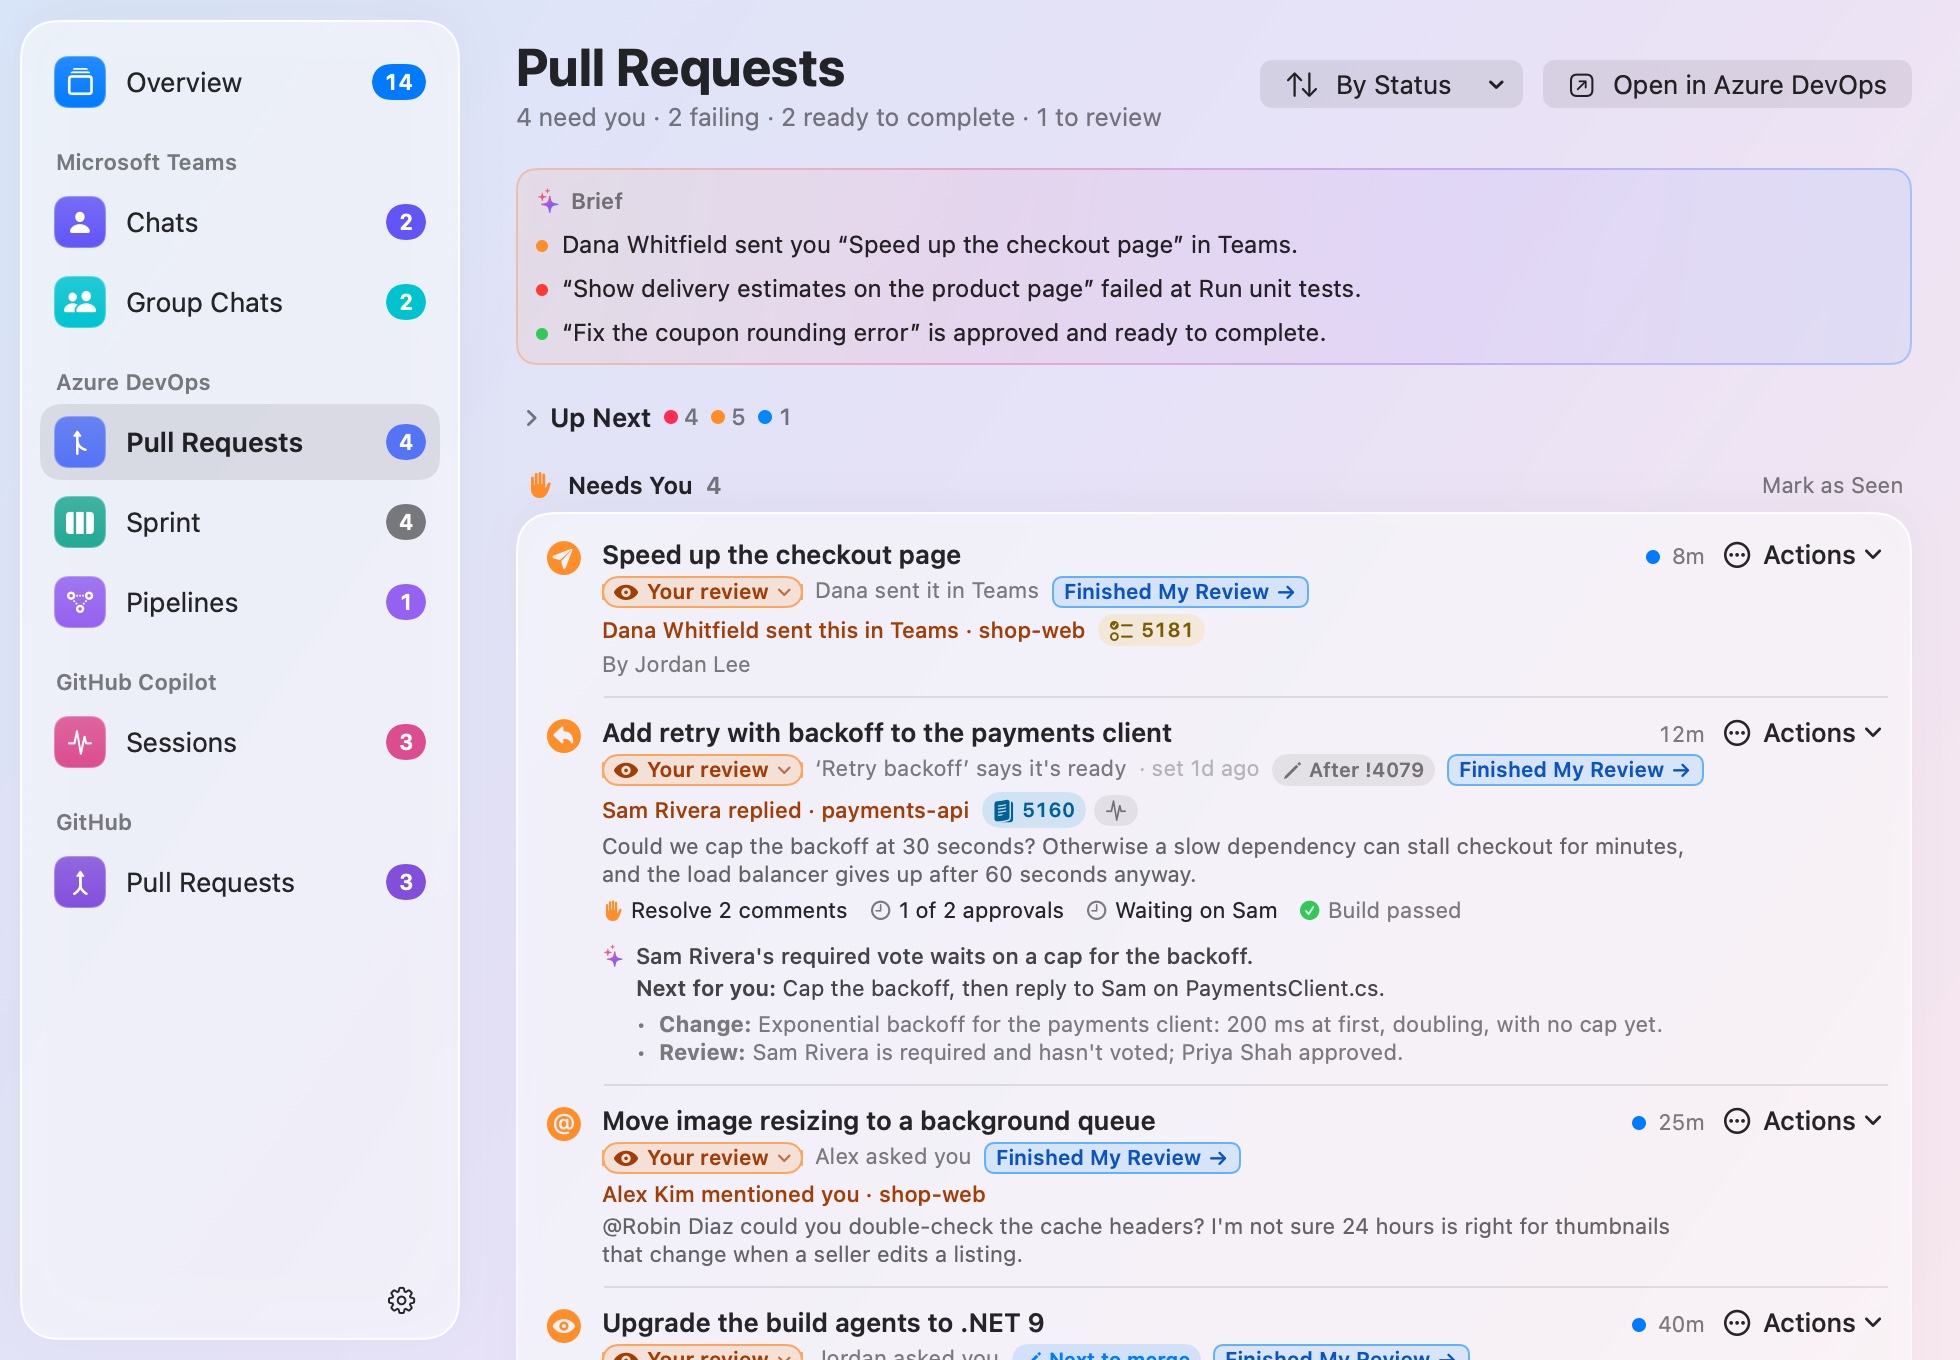 Overview 14
Microsoft Teams
Chats 2
Group Chats 2
Azure DevOps
Pull Requests 4
Sprint 4
Pipelines 1
GitHub Copilot
Sessions 3
GitHub
Pull Requests 3
Pull Requests
4 need you · 2 failing · 2 ready to complete · 1 to review
By Status
Open in Azure DevOps
Brief
Dana Whitfield sent you “Speed up the checkout page” in Teams.
“Show delivery estimates on the product page” failed at Run unit tests.
“Fix the coupon rounding error” is approved and ready to complete.
Up Next 4 5 1
Needs You 4
Mark as Seen
Speed up the checkout page 8m Actions
Your review Dana sent it in Teams Finished My Review →
Dana Whitfield sent this in Teams · shop-web 5181
By Jordan Lee
Add retry with backoff to the payments client 12m Actions
Your review ‘Retry backoff’ says it's ready · set 1d ago After !4079 Finished My Review →
Sam Rivera replied · payments-api 5160
Could we cap the backoff at 30 seconds? Otherwise a slow dependency can stall checkout for minutes,
and the load balancer gives up after 60 seconds anyway.
Resolve 2 comments 1 of 2 approvals Waiting on Sam Build passed
Sam Rivera's required vote waits on a cap for the backoff.
Next for you: Cap the backoff, then reply to Sam on PaymentsClient.cs.
• Change: Exponential backoff for the payments client: 200 ms at first, doubling, with no cap yet.
• Review: Sam Rivera is required and hasn't voted; Priya Shah approved.
Move image resizing to a background queue 25m Actions
Your review Alex asked you Finished My Review →
Alex Kim mentioned you · shop-web
@Robin Diaz could you double-check the cache headers? I'm not sure 24 hours is right for thumbnails
that change when a seller edits a listing.
Upgrade the build agents to .NET 9 40m Actions
Your review Jordan asked you Next to merge Finished My Review →